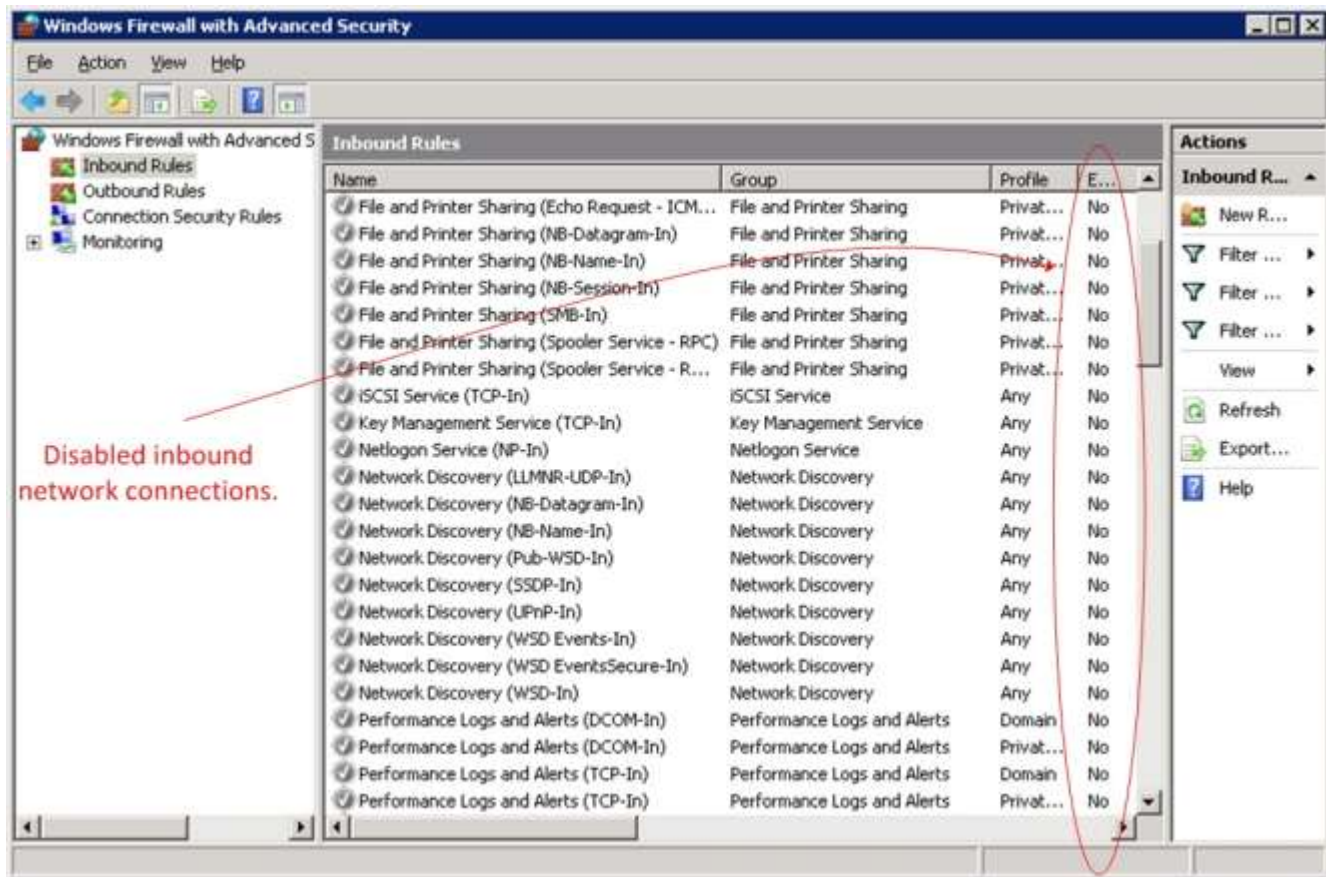 Windows Firewall with Advanced Security
File Action View Help
Windows Firewall with Advanced S
Inbound Rules
Outbound Rules
Connection Security Rules
Monitoring
Inbound Rules
Name Group Profile E...
File and Printer Sharing (Echo Request - ICM... File and Printer Sharing Privat... No
File and Printer Sharing (NB-Datagram-In) File and Printer Sharing Privat... No
File and Printer Sharing (NB-Name-In) File and Printer Sharing Privat... No
File and Printer Sharing (NB-Session-In) File and Printer Sharing Privat... No
File and Printer Sharing (SMB-In) File and Printer Sharing Privat... No
File and Printer Sharing (Spooler Service - RPC) File and Printer Sharing Privat... No
File and Printer Sharing (Spooler Service - R... File and Printer Sharing Privat... No
iSCSI Service (TCP-In) iSCSI Service Any No
Key Management Service (TCP-In) Key Management Service Any No
Netlogon Service (NP-In) Netlogon Service Any No
Network Discovery (LLMNR-UDP-In) Network Discovery Any No
Network Discovery (NB-Datagram-In) Network Discovery Any No
Network Discovery (NB-Name-In) Network Discovery Any No
Network Discovery (Pub-WSD-In) Network Discovery Any No
Network Discovery (SSDP-In) Network Discovery Any No
Network Discovery (UPnP-In) Network Discovery Any No
Network Discovery (WSD Events-In) Network Discovery Any No
Network Discovery (WSD EventsSecure-In) Network Discovery Any No
Network Discovery (WSD-In) Network Discovery Any No
Performance Logs and Alerts (DCOM-In) Performance Logs and Alerts Domain No
Performance Logs and Alerts (DCOM-In) Performance Logs and Alerts Privat... No
Performance Logs and Alerts (TCP-In) Performance Logs and Alerts Domain No
Performance Logs and Alerts (TCP-In) Performance Logs and Alerts Privat... No
Disabled inbound
network connections.
Actions
Inbound R...
New R...
Filter ...
Filter ...
Filter ...
View
Refresh
Export...
Help